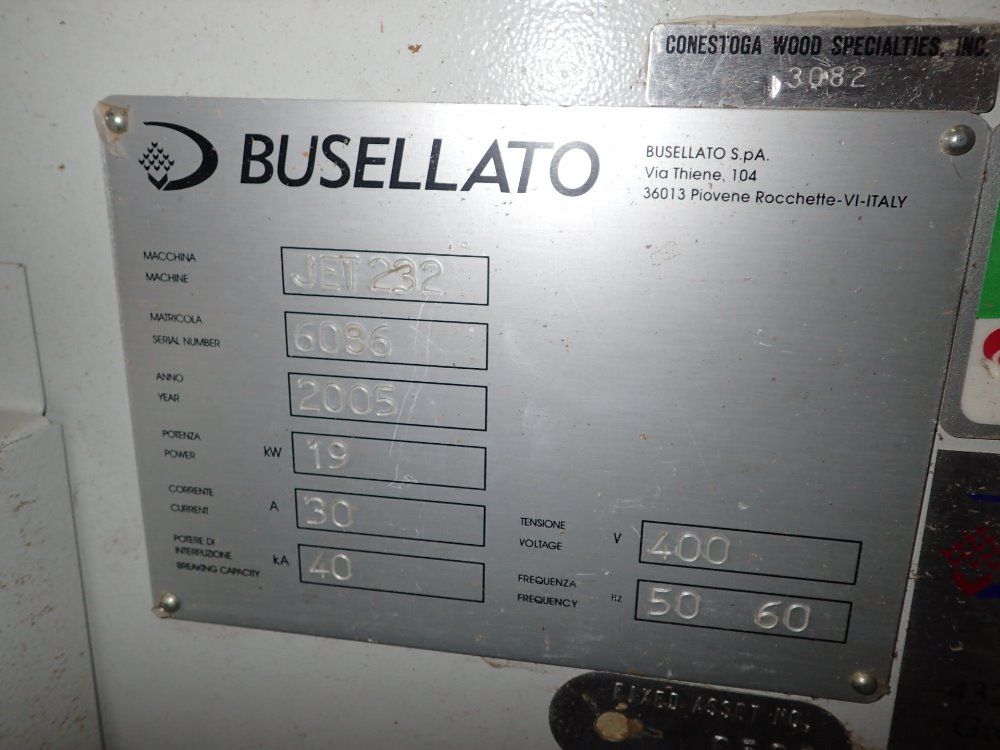 CONESTOGA WOOD SPECIALTIES, INC.
3082
BUSELLATO
BUSELLATO S.p.A.
Via Thiene, 104
36013 Piovene Rocchette-VI-ITALY
MACCHINA
MACHINE
JET 232
MATRICOLA
SERIAL NUMBER
6086
ANNO
YEAR
2005
POTENZA
POWER
kW
19
CORRENTE
CURRENT
A
30
POTERE DI
INTERRUZIONE
BREAKING CAPACITY
kA
40
TENSIONE
VOLTAGE
V
400
FREQUENZA
FREQUENCY
Hz
50 60
FIXED ASSET NO.